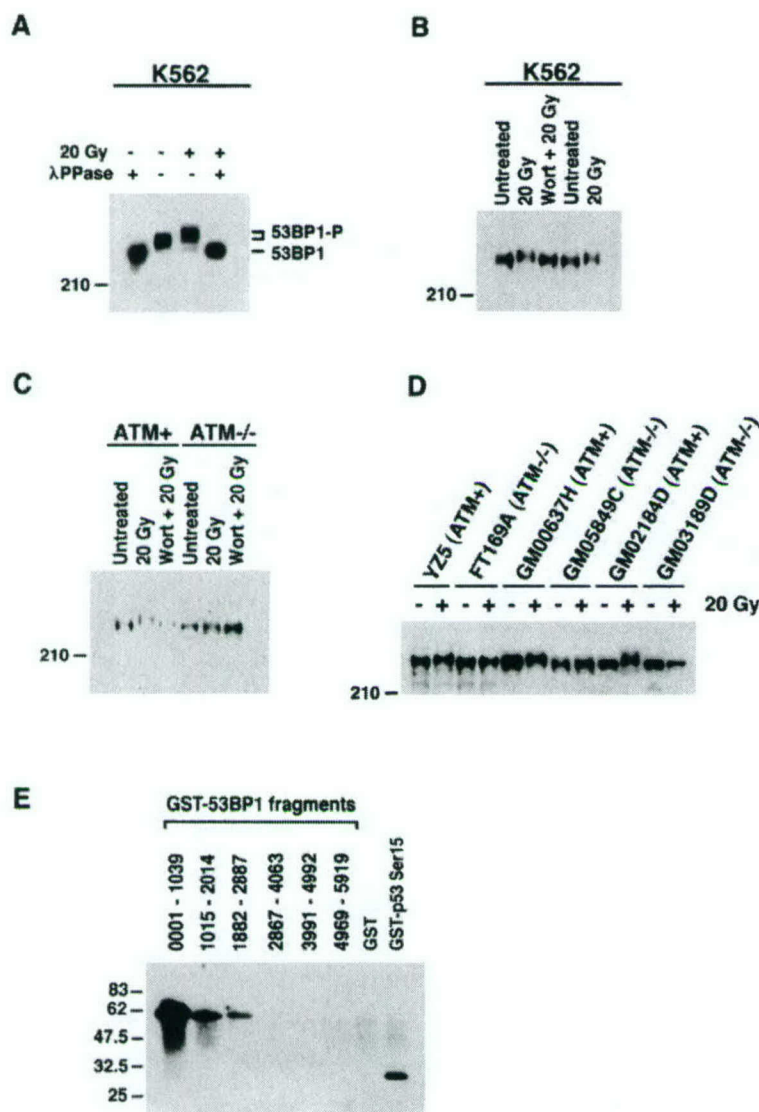 A
K562
20 Gy - - + +
λPPase + - - +
53BP1-P
53BP1
210
B
K562
Untreated
20 Gy
Wort + 20 Gy
Untreated
20 Gy
210
C
ATM+ ATM-/-
Untreated
20 Gy
Wort + 20 Gy
Untreated
20 Gy
Wort + 20 Gy
210
D
YZ5 (ATM+)
FT169A (ATM-/-)
GM00637H (ATM+)
GM05849C (ATM-/-)
GM02184D (ATM+)
GM03189D (ATM-/-)
- + - + - + - + - + - + 20 Gy
210
E
GST-53BP1 fragments
0001 - 1039
1015 - 2014
1882 - 2887
2867 - 4063
3991 - 4992
4969 - 5919
GST
GST-p53 Ser15
83
62
47.5
32.5
25